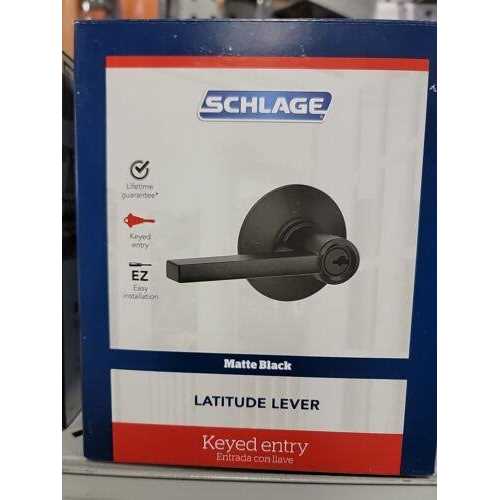 SCHLAGE
Lifetime
guarantee*
Keyed
entry
EZ
Easy
installation
Matte Black
LATITUDE LEVER
Keyed entry
Entrada con llave